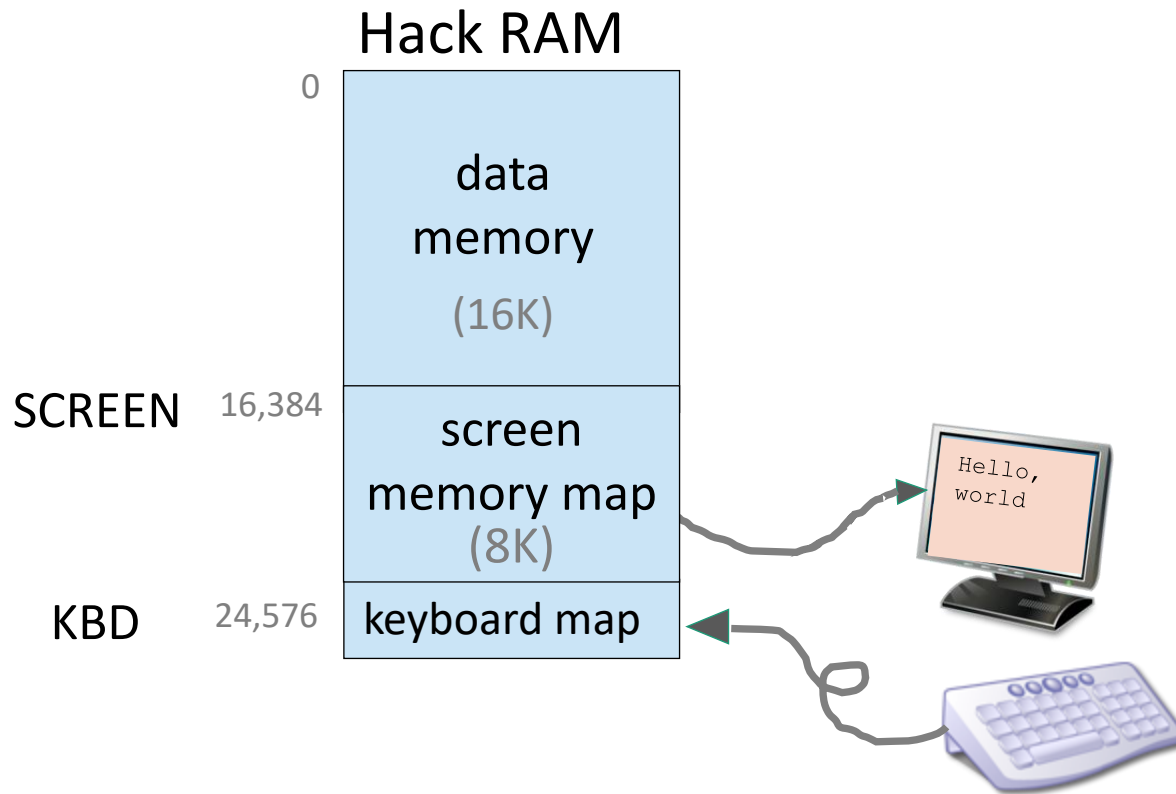 Hack RAM
0
data
memory
(16K)
SCREEN 16,384
screen
memory map
(8K)
Hello,
world
KBD 24,576 keyboard map